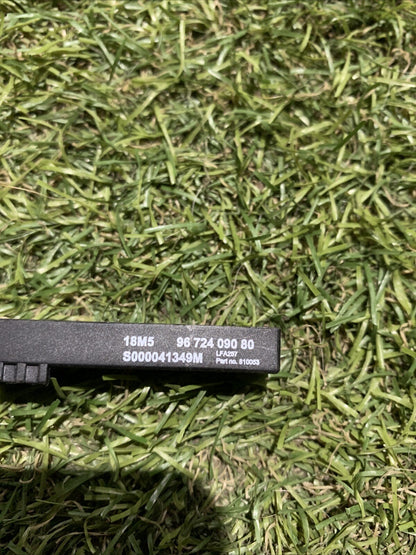 18M5 96 724 090 80
S000041349M LFA287
Part no. 810053